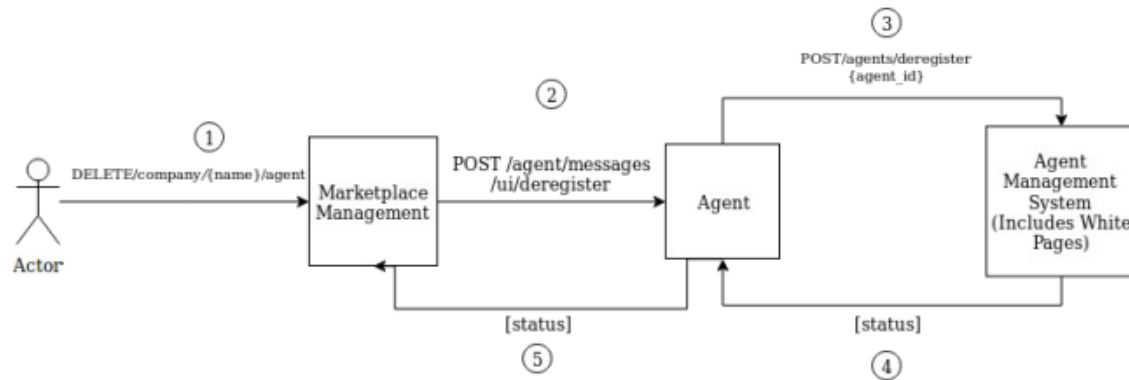 ③
POST/agents/deregister
{agent_id}
②
①
DELETE/company/{name}/agent
POST /agent/messages
/ui/deregister
Marketplace
Management
Agent
Agent
Management
System
(Includes White
Pages)
Actor
[status]
⑤
[status]
④